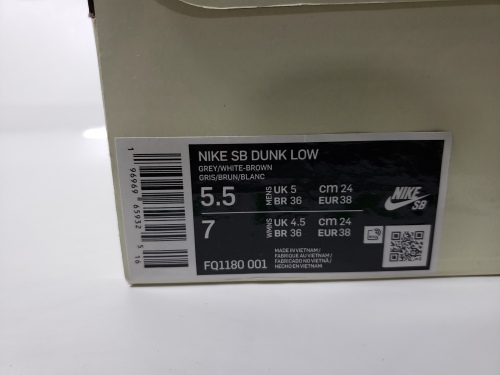 NIKE SB DUNK LOW
GREY/WHITE-BROWN
GRIS/BRUN/BLANC
5.5 MENS UK 5 CM 24
BR 36 EUR 38
7 WMNS UK 4.5 CM 24
BR 36 EUR 38
FQ1180 001
MADE IN VIETNAM/
FABRIQUE AU VIETNAM/
FABRICADO NO VIETNÃ/
HECHO EN VIETNAM
NIKE
SB
1 96969 65932 5 16